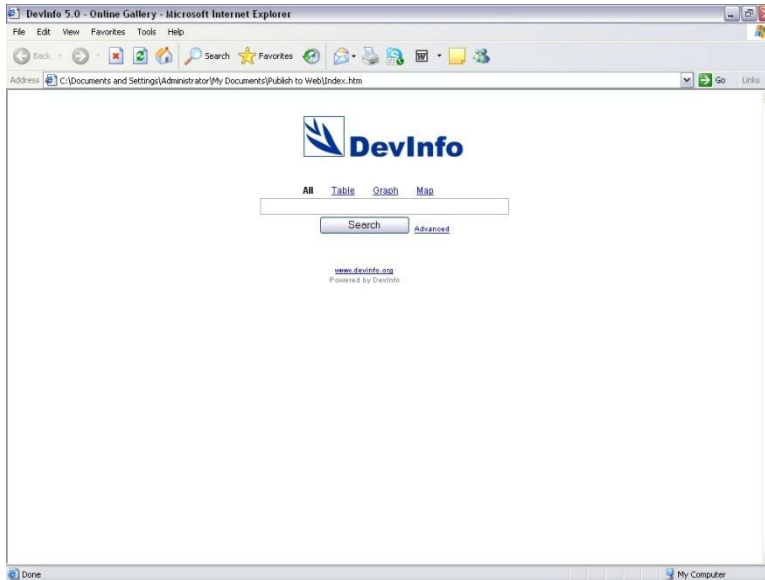 DevInfo 5.0 - Online Gallery - Microsoft Internet Explorer
File Edit View Favorites Tools Help
Back Search Favorites
Address C:\Documents and Settings\Administrator\My Documents\Publish to Web\Index.htm Go Links
DevInfo
All Table Graph Map
Search Advanced
www.devinfo.org
Powered by DevInfo
Done My Computer